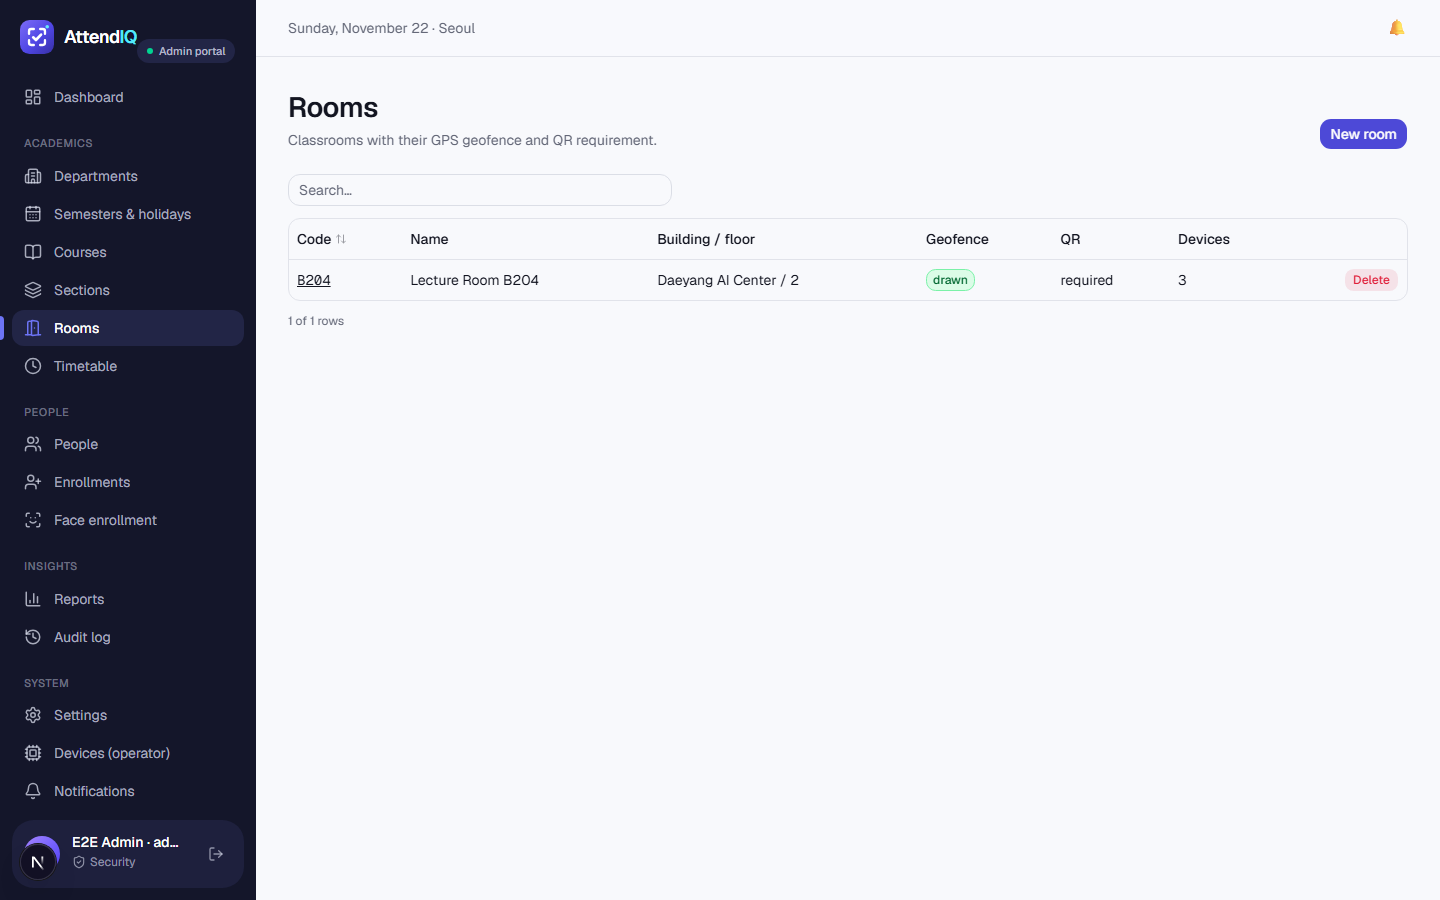 AttendIQ
Admin portal
Dashboard
ACADEMICS
Departments
Semesters & holidays
Courses
Sections
Rooms
Timetable
PEOPLE
People
Enrollments
Face enrollment
INSIGHTS
Reports
Audit log
SYSTEM
Settings
Devices (operator)
Notifications
E2E Admin · ad...
Security
N
Sunday, November 22 · Seoul
Rooms
Classrooms with their GPS geofence and QR requirement.
New room
Search...
Code Name Building / floor Geofence QR Devices
B204 Lecture Room B204 Daeyang AI Center / 2 drawn required 3 Delete
1 of 1 rows